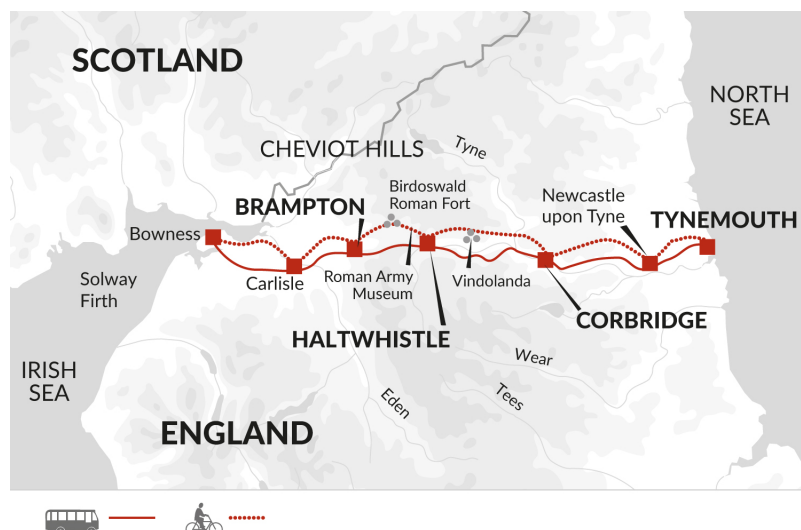 SCOTLAND
NORTH
SEA
CHEVIOT HILLS
Tyne
Birdoswald
Roman Fort
BRAMPTON
Newcastle
upon Tyne
TYNEMOUTH
Bowness
Carlisle
Roman Army
Museum
Vindolanda
Solway
Firth
CORBRIDGE
HALTWHISTLE
Wear
IRISH
SEA
Eden
Tees
ENGLAND